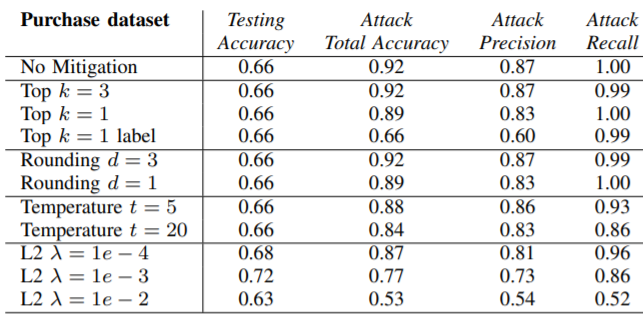 Purchase dataset Testing Accuracy Attack Total Accuracy Attack Precision Attack Recall
No Mitigation 0.66 0.92 0.87 1.00
Top k = 3 0.66 0.92 0.87 0.99
Top k = 1 0.66 0.89 0.83 1.00
Top k = 1 label 0.66 0.66 0.60 0.99
Rounding d = 3 0.66 0.92 0.87 0.99
Rounding d = 1 0.66 0.89 0.83 1.00
Temperature t = 5 0.66 0.88 0.86 0.93
Temperature t = 20 0.66 0.84 0.83 0.86
L2 λ = 1e − 4 0.68 0.87 0.81 0.96
L2 λ = 1e − 3 0.72 0.77 0.73 0.86
L2 λ = 1e − 2 0.63 0.53 0.54 0.52